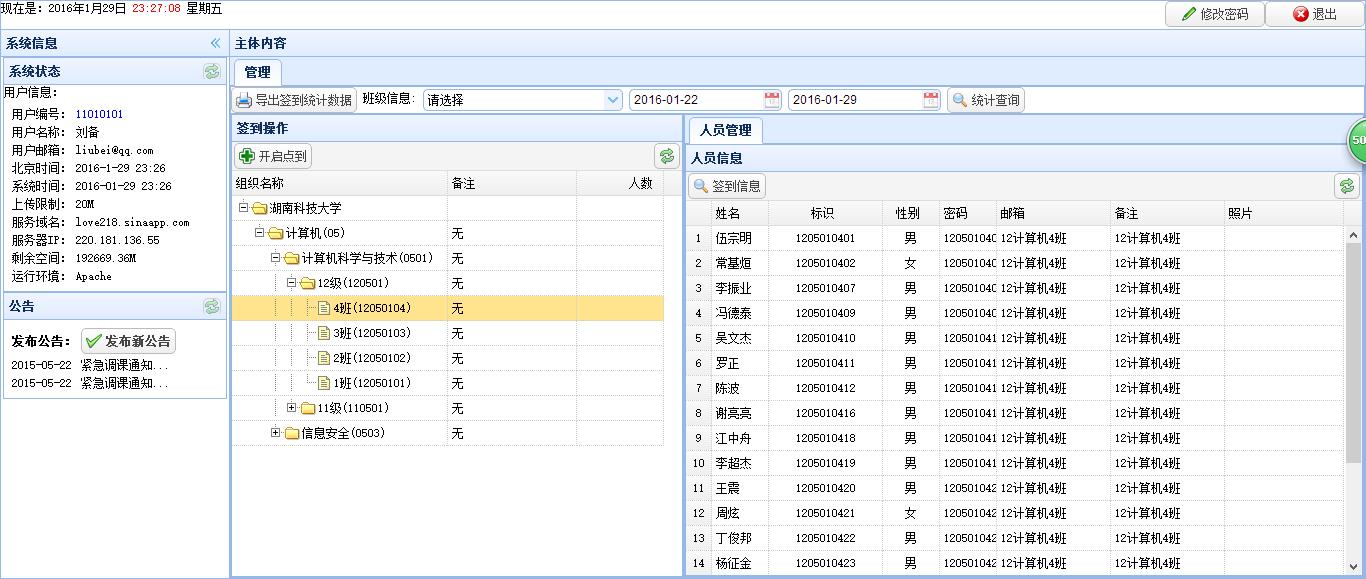 现在是: 2016年1月29日 23:27:08 星期五
修改密码 退出
系统信息
系统状态
用户信息:
用户编号: 11010101
用户名称: 刘备
用户邮箱: liubei@qq.com
北京时间: 2016-1-29 23:26
系统时间: 2016-01-29 23:26
上传限制: 20M
服务域名: love218.sinaapp.com
服务器IP: 220.181.136.55
剩余空间: 192669.36M
运行环境: Apache
公告
发布公告: 发布新公告
2015-05-22 '紧急调课通知...
2015-05-22 '紧急调课通知...
主体内容
管理
导出签到统计数据 班级信息: 请选择 2016-01-22 2016-01-29 统计查询
签到操作
开启点到
组织名称 备注 人数
湖南科技大学
计算机(05) 无
计算机科学与技术(0501) 无
12级(120501) 无
4班(12050104) 无
3班(12050103) 无
2班(12050102) 无
1班(12050101) 无
11级(110501) 无
信息安全(0503) 无
人员管理
人员信息
签到信息
姓名 标识 性别 密码 邮箱 备注 照片
1 伍宗明 1205010401 男 12050104 12计算机4班 12计算机4班
2 常基烜 1205010402 女 12050104 12计算机4班 12计算机4班
3 李振业 1205010407 男 12050104 12计算机4班 12计算机4班
4 冯德泰 1205010409 男 12050104 12计算机4班 12计算机4班
5 吴文杰 1205010410 男 120501041 12计算机4班 12计算机4班
6 罗正 1205010411 男 120501041 12计算机4班 12计算机4班
7 陈波 1205010412 男 120501041 12计算机4班 12计算机4班
8 谢亮亮 1205010416 男 120501041 12计算机4班 12计算机4班
9 江中舟 1205010418 男 120501041 12计算机4班 12计算机4班
10 李超杰 1205010419 男 120501041 12计算机4班 12计算机4班
11 王震 1205010420 男 120501042 12计算机4班 12计算机4班
12 周炫 1205010421 女 120501042 12计算机4班 12计算机4班
13 丁俊邦 1205010422 男 120501042 12计算机4班 12计算机4班
14 杨征金 1205010423 男 120501042 12计算机4班 12计算机4班